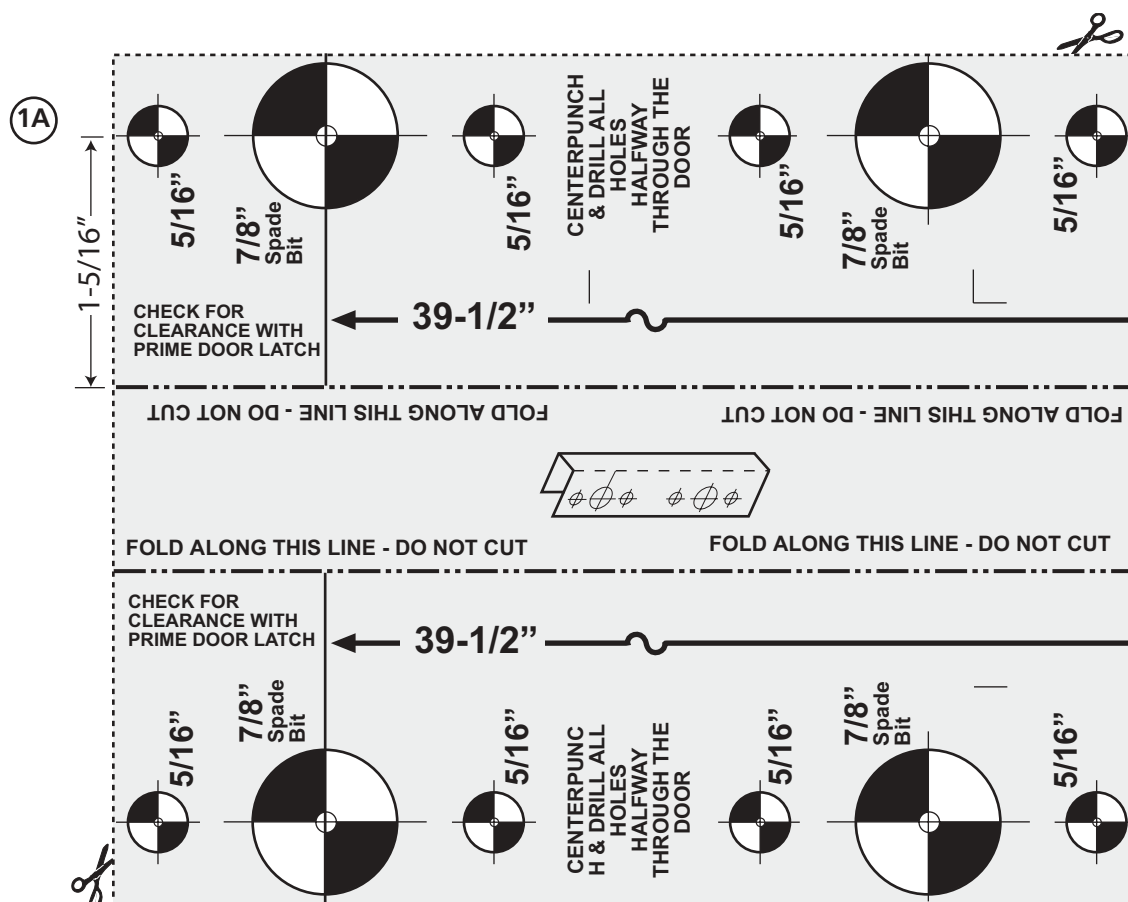 1A
1-5/16”
5/16”
7/8”
Spade
Bit
5/16”
CENTERPUNCH
& DRILL ALL
HOLES
HALFWAY
THROUGH THE
DOOR
5/16”
7/8”
Spade
Bit
5/16”
CHECK FOR
CLEARANCE WITH
PRIME DOOR LATCH
39-1/2”
FOLD ALONG THIS LINE - DO NOT CUT
FOLD ALONG THIS LINE - DO NOT CUT
FOLD ALONG THIS LINE - DO NOT CUT
FOLD ALONG THIS LINE - DO NOT CUT
CHECK FOR
CLEARANCE WITH
PRIME DOOR LATCH
39-1/2”
5/16”
7/8”
Spade
Bit
5/16”
CENTERPUNC
H & DRILL ALL
HOLES
HALFWAY
THROUGH THE
DOOR
5/16”
7/8”
Spade
Bit
5/16”